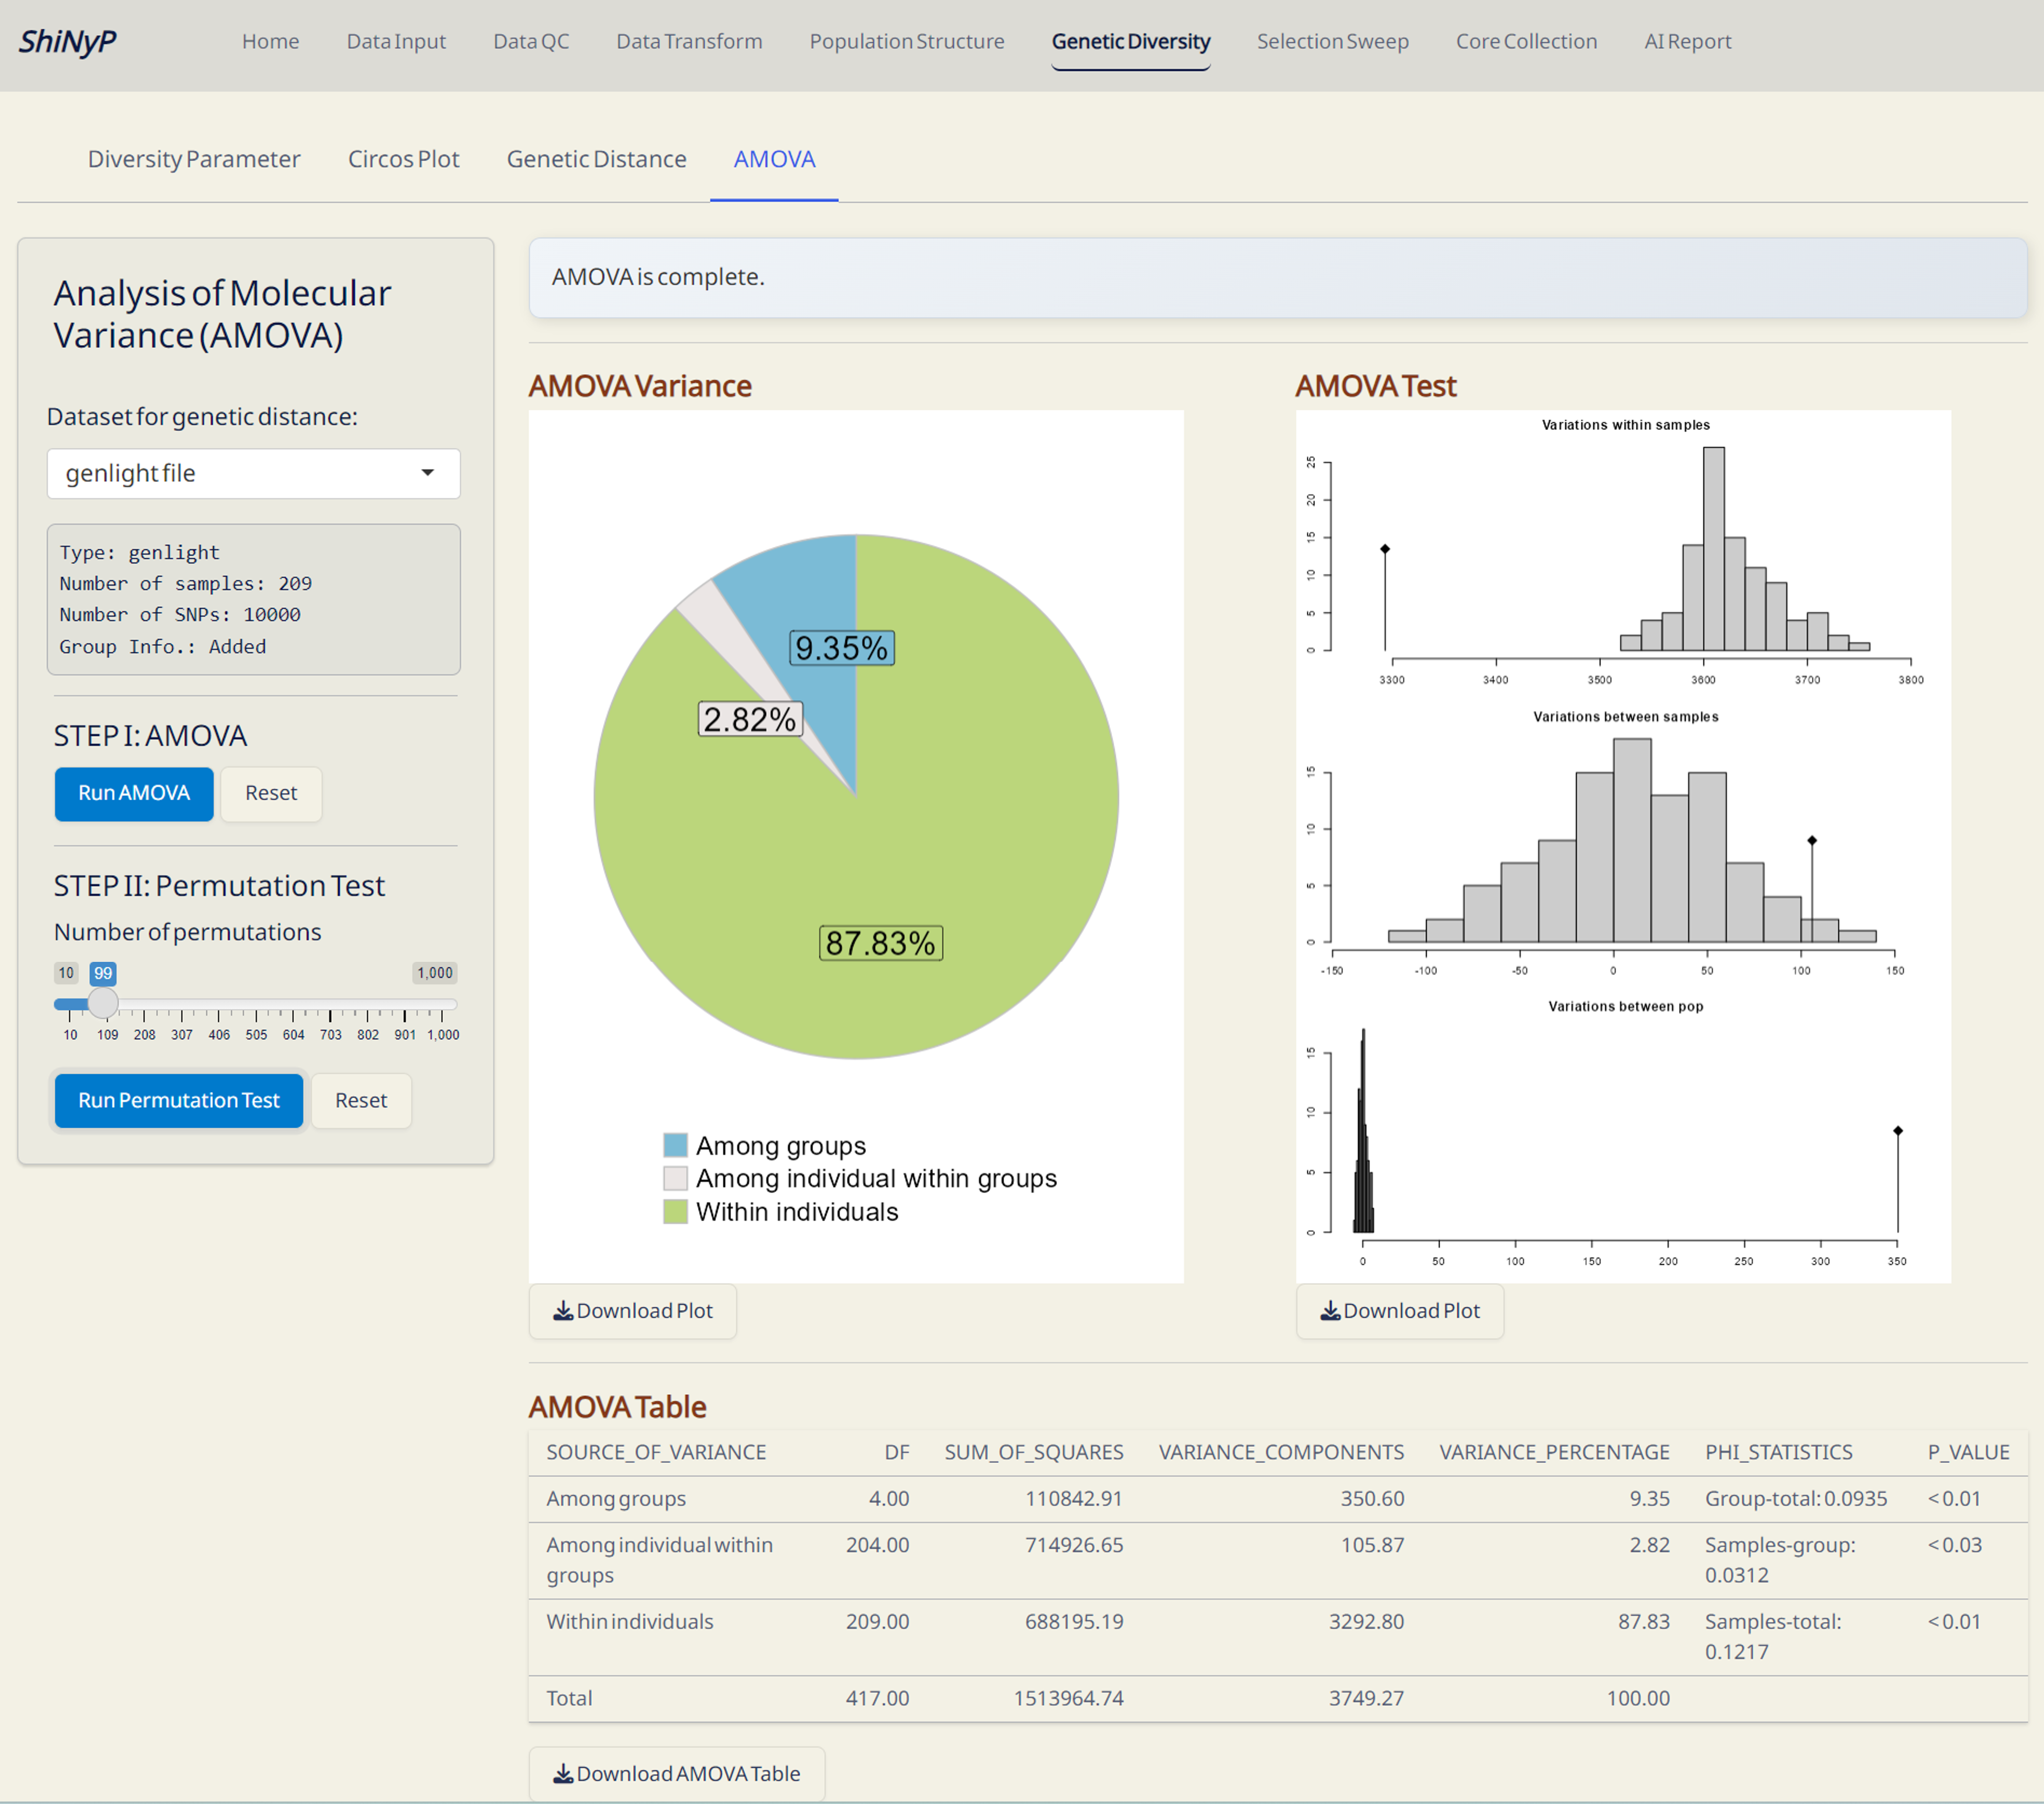 ShiNyP
Home Data Input Data QC Data Transform Population Structure Genetic Diversity Selection Sweep Core Collection AI Report
Diversity Parameter Circos Plot Genetic Distance AMOVA
Analysis of Molecular
Variance (AMOVA)
Dataset for genetic distance:
genlight file
Type: genlight
Number of samples: 209
Number of SNPs: 10000
Group Info.: Added
STEP I: AMOVA
Run AMOVA Reset
STEP II: Permutation Test
Number of permutations
10 99 1,000
10 109 208 307 406 505 604 703 802 901 1,000
Run Permutation Test Reset
AMOVA is complete.
AMOVA Variance
9.35%
2.82%
87.83%
Among groups
Among individual within groups
Within individuals
Download Plot
AMOVA Test
Variations within samples
25
20
15
10
5
0
3300 3400 3500 3600 3700 3800
Variations between samples
15
10
5
0
-150 -100 -50 0 50 100 150
Variations between pop
15
10
5
0
0 50 100 150 200 250 300 350
Download Plot
AMOVA Table
SOURCE_OF_VARIANCE DF SUM_OF_SQUARES VARIANCE_COMPONENTS VARIANCE_PERCENTAGE PHI_STATISTICS P_VALUE
Among groups 4.00 110842.91 350.60 9.35 Group-total: 0.0935 < 0.01
Among individual within 204.00 714926.65 105.87 2.82 Samples-group: < 0.03
groups 0.0312
Within individuals 209.00 688195.19 3292.80 87.83 Samples-total: < 0.01
0.1217
Total 417.00 1513964.74 3749.27 100.00
Download AMOVA Table